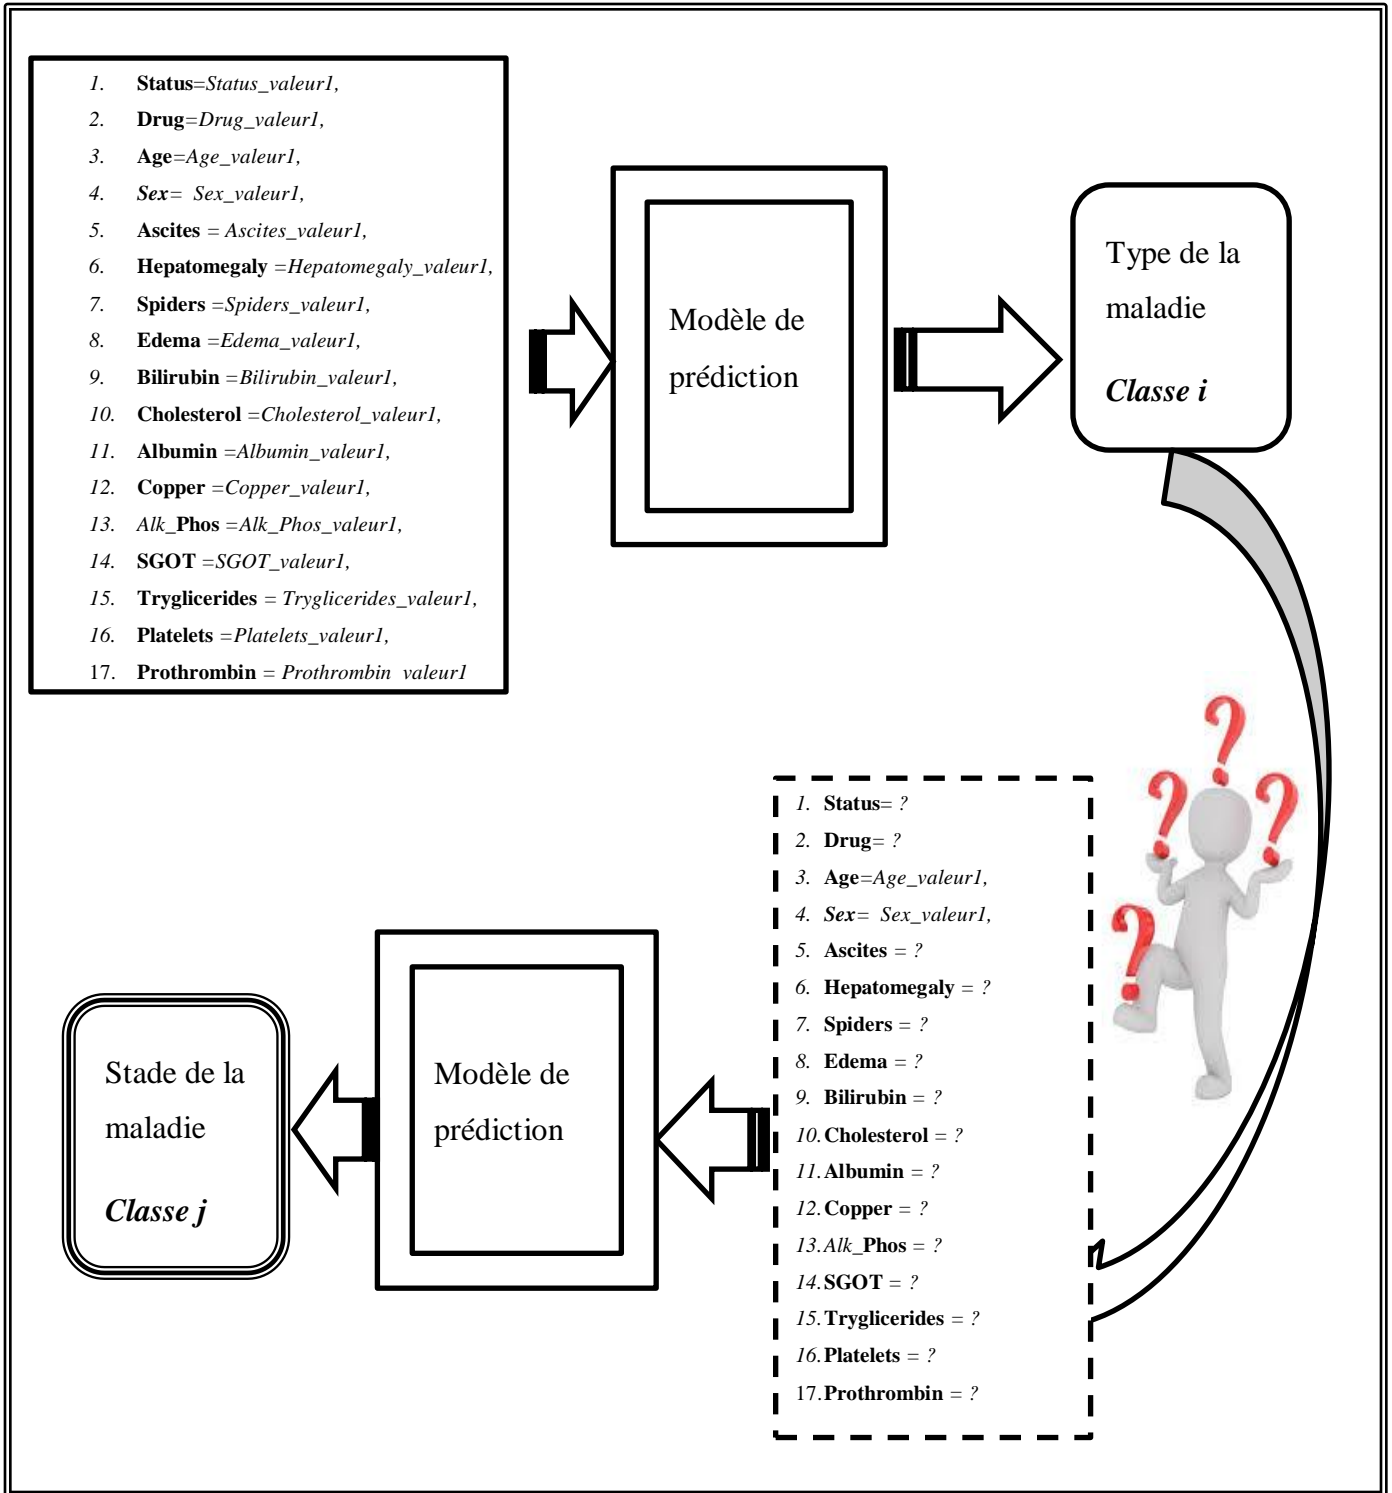 1. Status=Status_valeur1,
2. Drug=Drug_valeur1,
3. Age=Age_valeur1,
4. Sex= Sex_valeur1,
5. Ascites = Ascites_valeur1,
6. Hepatomegaly =Hepatomegaly_valeur1,
7. Spiders =Spiders_valeur1,
8. Edema =Edema_valeur1,
9. Bilirubin =Bilirubin_valeur1,
10. Cholesterol =Cholesterol_valeur1,
11. Albumin =Albumin_valeur1,
12. Copper =Copper_valeur1,
13. Alk_Phos =Alk_Phos_valeur1,
14. SGOT =SGOT_valeur1,
15. Tryglicerides = Tryglicerides_valeur1,
16. Platelets =Platelets_valeur1,
17. Prothrombin = Prothrombin valeur1
Modèle de
prédiction
Type de la
maladie
Classe i
? ? ? ?
1. Status= ?
2. Drug= ?
3. Age=Age_valeur1,
4. Sex= Sex_valeur1,
5. Ascites = ?
6. Hepatomegaly = ?
7. Spiders = ?
8. Edema = ?
9. Bilirubin = ?
10. Cholesterol = ?
11. Albumin = ?
12. Copper = ?
13. Alk_Phos = ?
14. SGOT = ?
15. Tryglicerides = ?
16. Platelets = ?
17. Prothrombin = ?
Modèle de
prédiction
Stade de la
maladie
Classe j